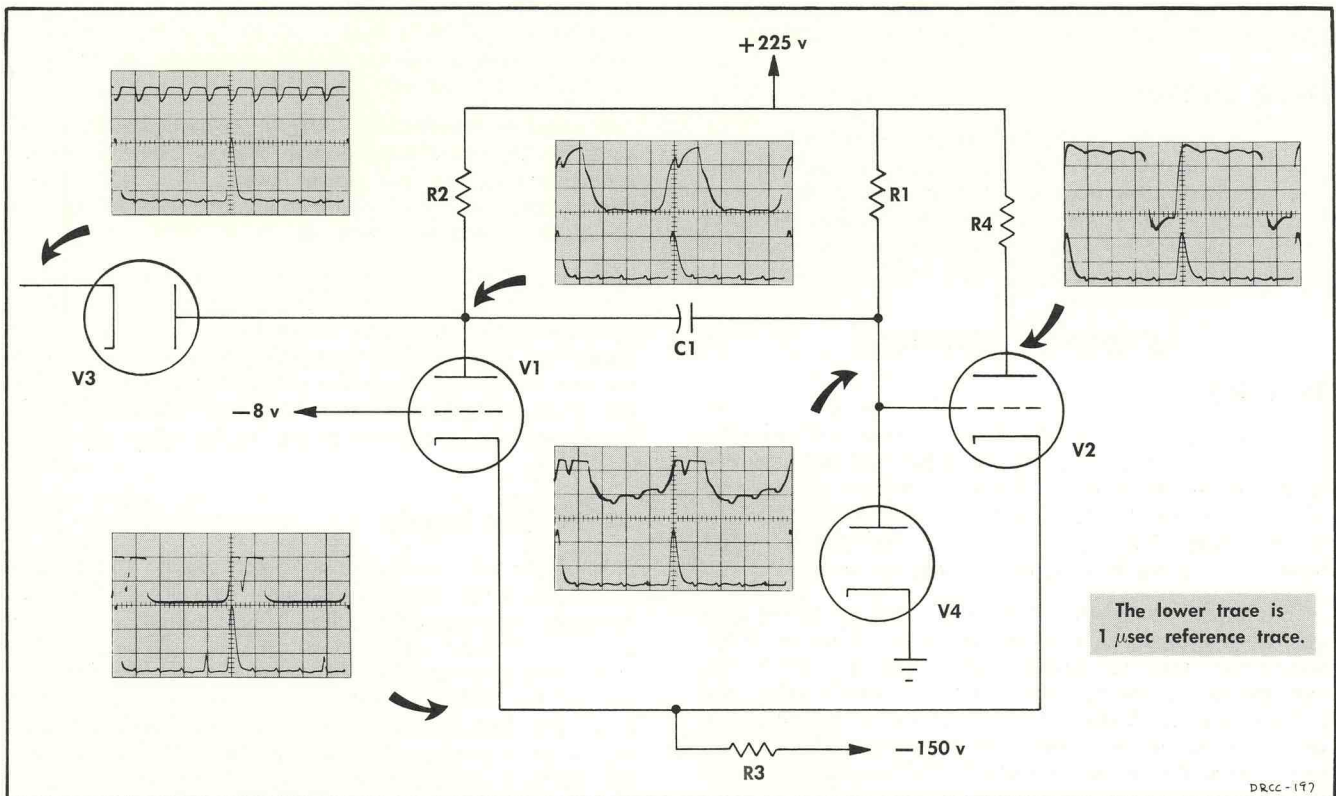 +225 v
R2
R1
R4
C1
V3
V1
−8 v
V2
V4
The lower trace is
1 μsec reference trace.
−150 v
R3
DRCC-197